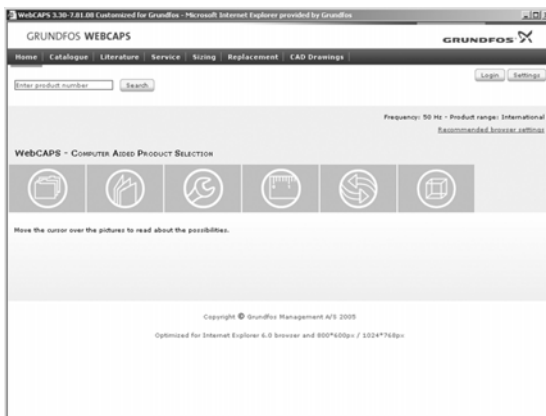 WebCAPS 3.30-7.81.08 Customized for Grundfos - Microsoft Internet Explorer provided by Grundfos
GRUNDFOS WEBCAPS
GRUNDFOS
Home Catalogue Literature Service Sizing Replacement CAD Drawings
Enter product number Search
Login Settings
Frequency: 50 Hz - Product range: International
Recommended browser settings
WebCAPS - Computer Aided Product Selection
Move the cursor over the pictures to read about the possibilities.
Copyright © Grundfos Management A/S 2005
Optimized for Internet Explorer 6.0 browser and 800*600px / 1024*768px